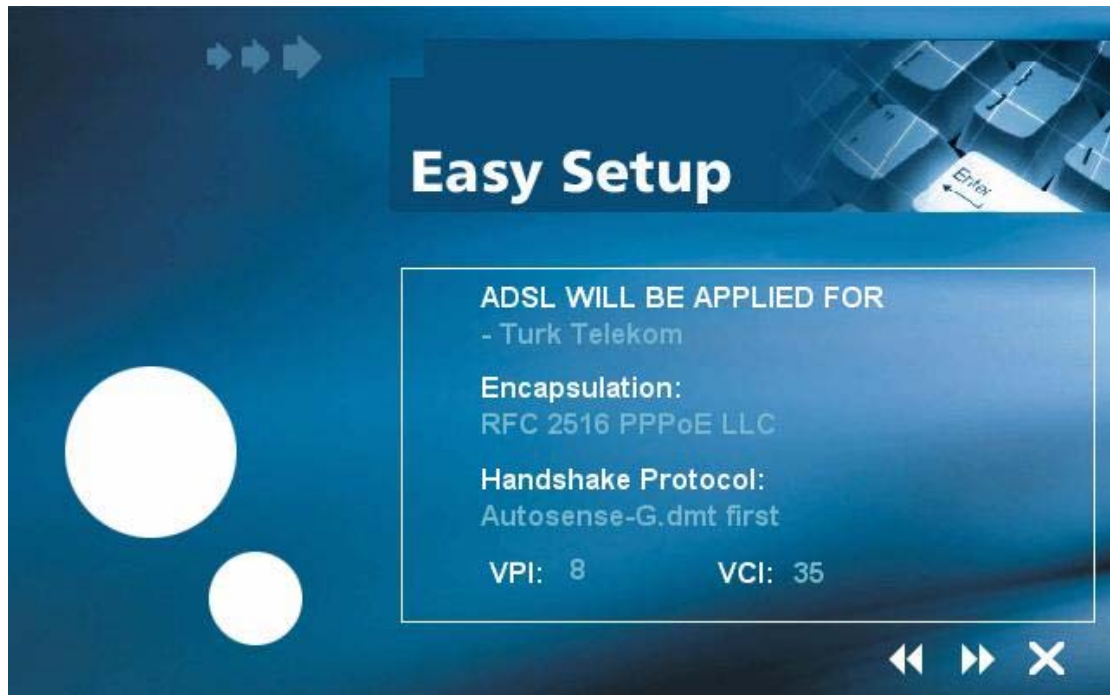 Easy Setup
Enter
ADSL WILL BE APPLIED FOR
- Turk Telekom
Encapsulation:
RFC 2516 PPPoE LLC
Handshake Protocol:
Autosense-G.dmt first
VPI: 8 VCI: 35